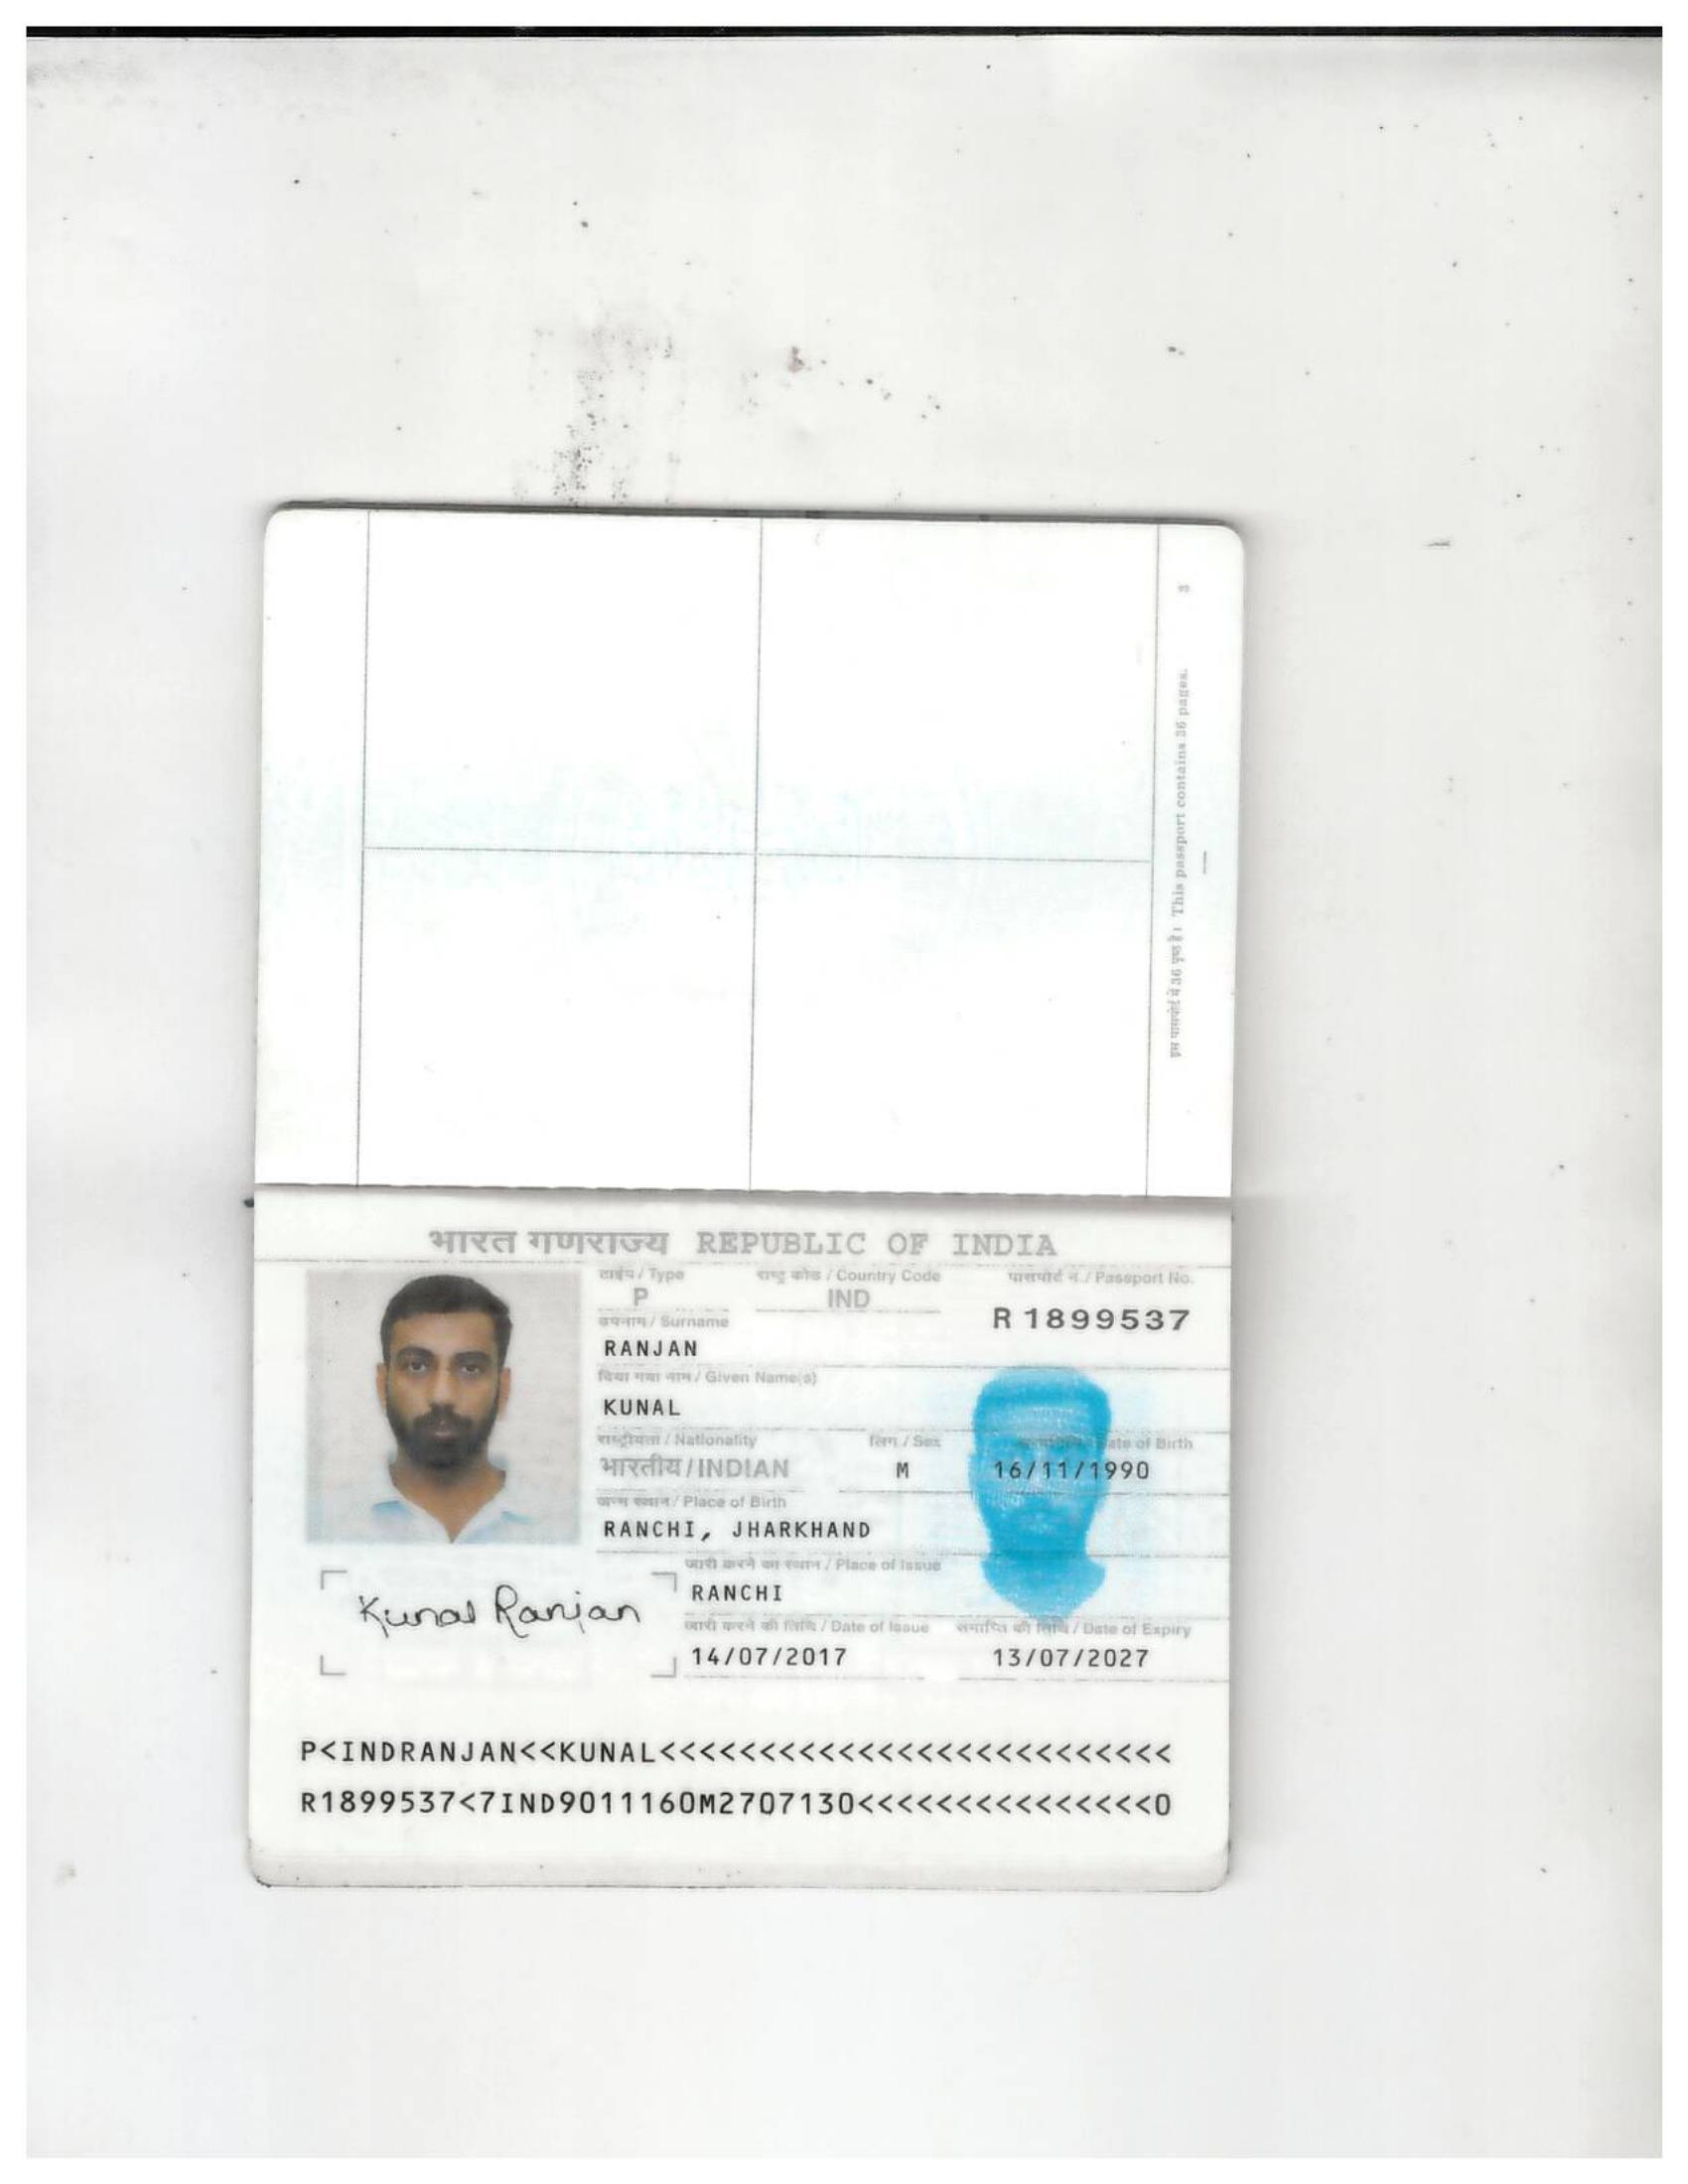 3
इस पासपोर्ट में 36 पृष्ठ हैं। This passport contains 36 pages.
भारत गणराज्य REPUBLIC OF INDIA
टाईप / Type राष्ट्र कोड / Country Code पासपोर्ट नं. / Passport No.
P IND R 1899537
उपनाम / Surname
RANJAN
दिया गया नाम / Given Name(s)
KUNAL
राष्ट्रीयता / Nationality लिंग / Sex Date of Birth
भारतीय / INDIAN M 16/11/1990
जन्म स्थान / Place of Birth
RANCHI, JHARKHAND
जारी करने का स्थान / Place of Issue
RANCHI
Kunal Ranjan
जारी करने की तिथि / Date of Issue समाप्ति की तिथि / Date of Expiry
14/07/2017 13/07/2027
P<INDRANJAN<<KUNAL<<<<<<<<<<<<<<<<<<<<<<<<<<
R1899537<7IND9011160M2707130<<<<<<<<<<<<<<<0